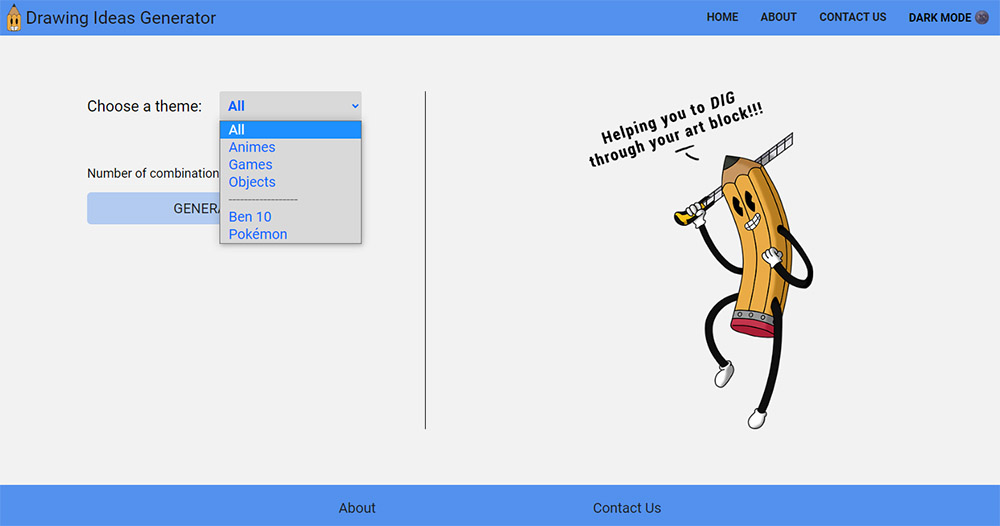 Drawing Ideas Generator
HOME
ABOUT
CONTACT US
DARK MODE
Choose a theme:
All
All
Animes
Games
Objects
-------------------
Ben 10
Pokémon
Number of combination
GENERA
Helping you to DIG
through your art block!!!
About
Contact Us